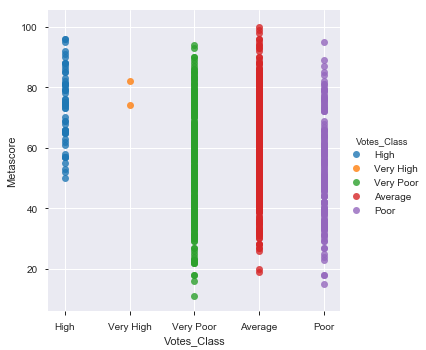 100
80
60
40
20
Metascore
High
Very High
Very Poor
Average
Poor
Votes_Class
Votes_Class
High
Very High
Very Poor
Average
Poor